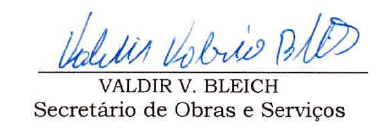 VALDIR V. BLEICH
Secretário de Obras e Serviços